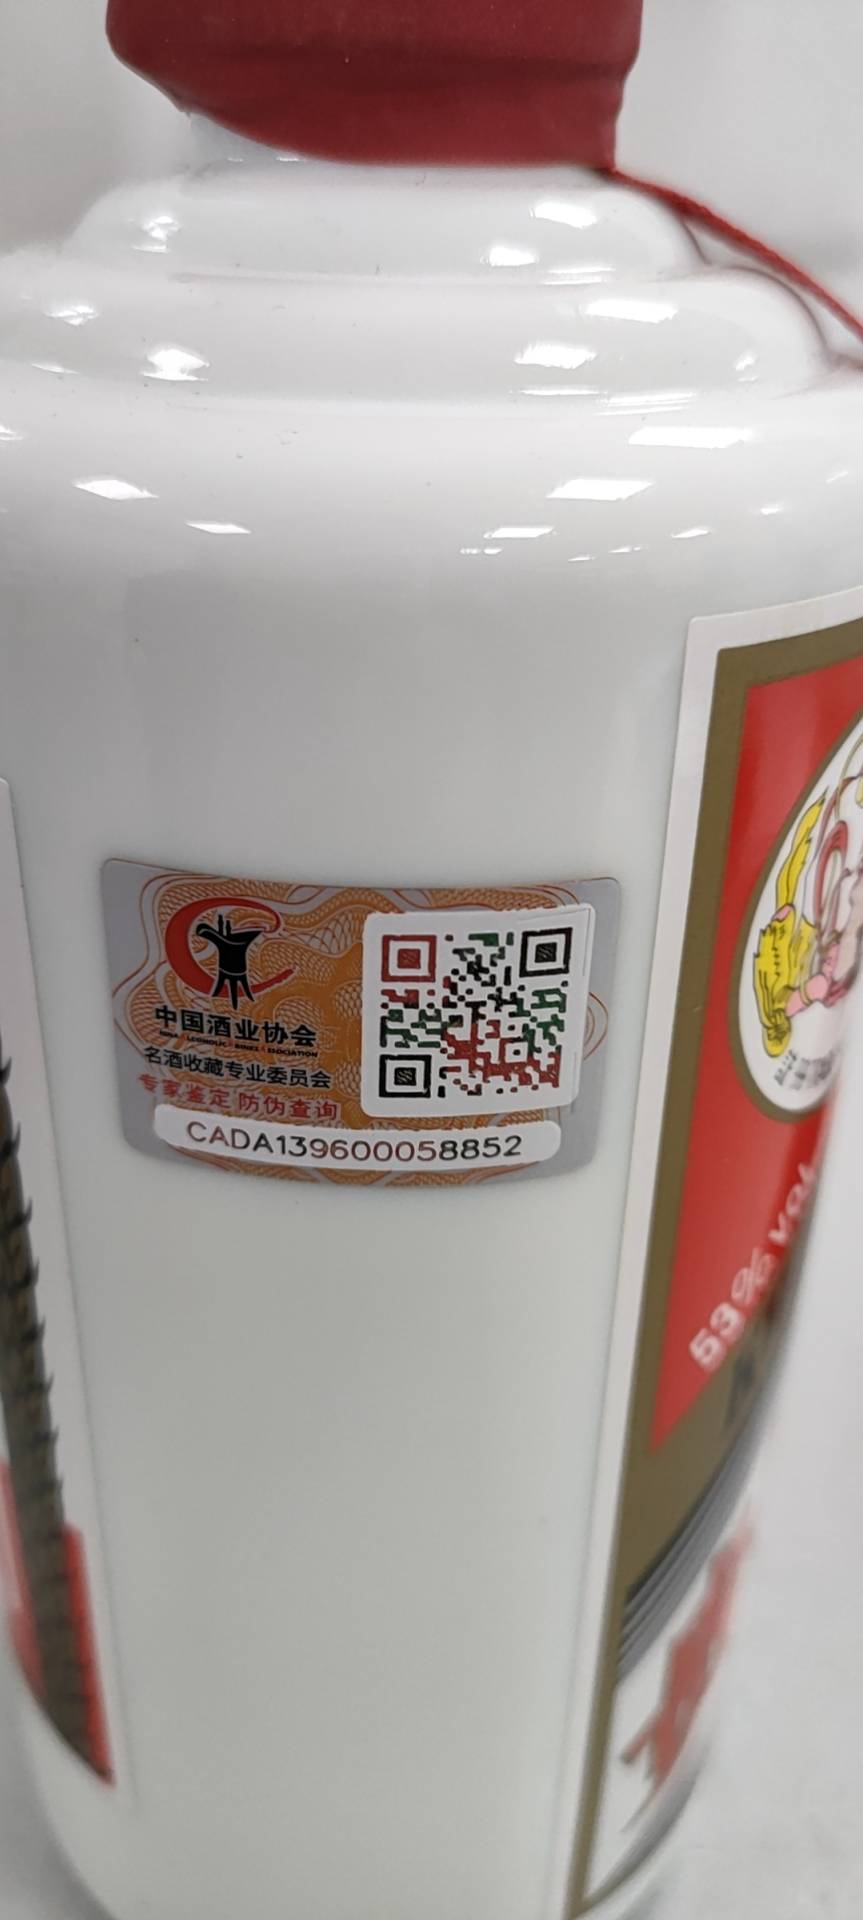 中国酒业协会
名酒收藏专业委员会
专家鉴定 防伪查询
CADA139600058852
53% VOL